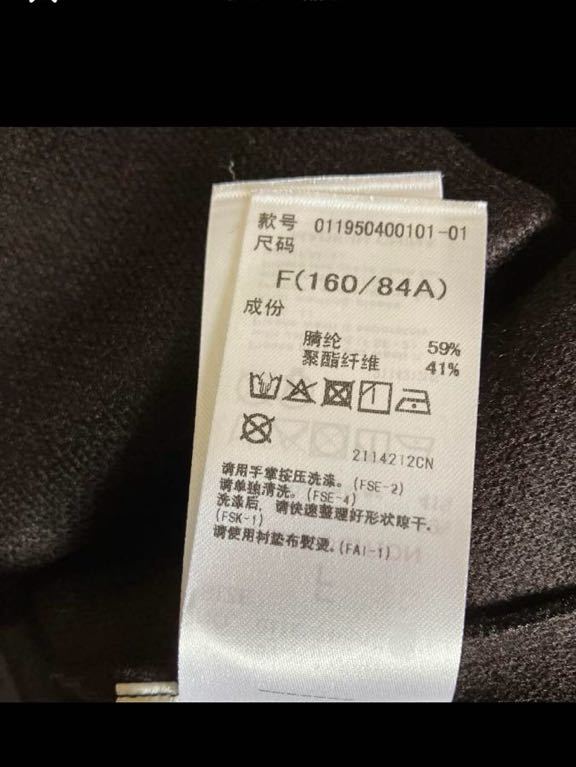 款号 011950400101-01
尺码
F(160/84A)
成份
腈纶 59%
聚酯纤维 41%
2114212CN
请用手掌按压洗涤。(FSE-2)
请单独清洗。(FSE-4)
洗涤后，请快速整理好形状晾干。
(FSK-1)
请使用衬垫布熨烫。(FAI-1)